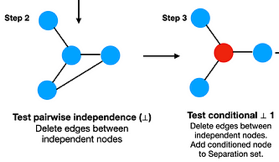 Step 2
Test pairwise independence (⊥)
Delete edges between
independent nodes
Step 3
Test conditional ⊥ 1
Delete edges between
independent nodes.
Add conditioned node
to Separation set.